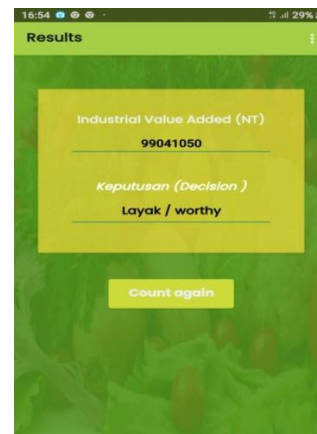 16:54
29%
Results
Industrial Value Added (NT)
99041050
Keputusan (Decision )
Layak / worthy
Count again